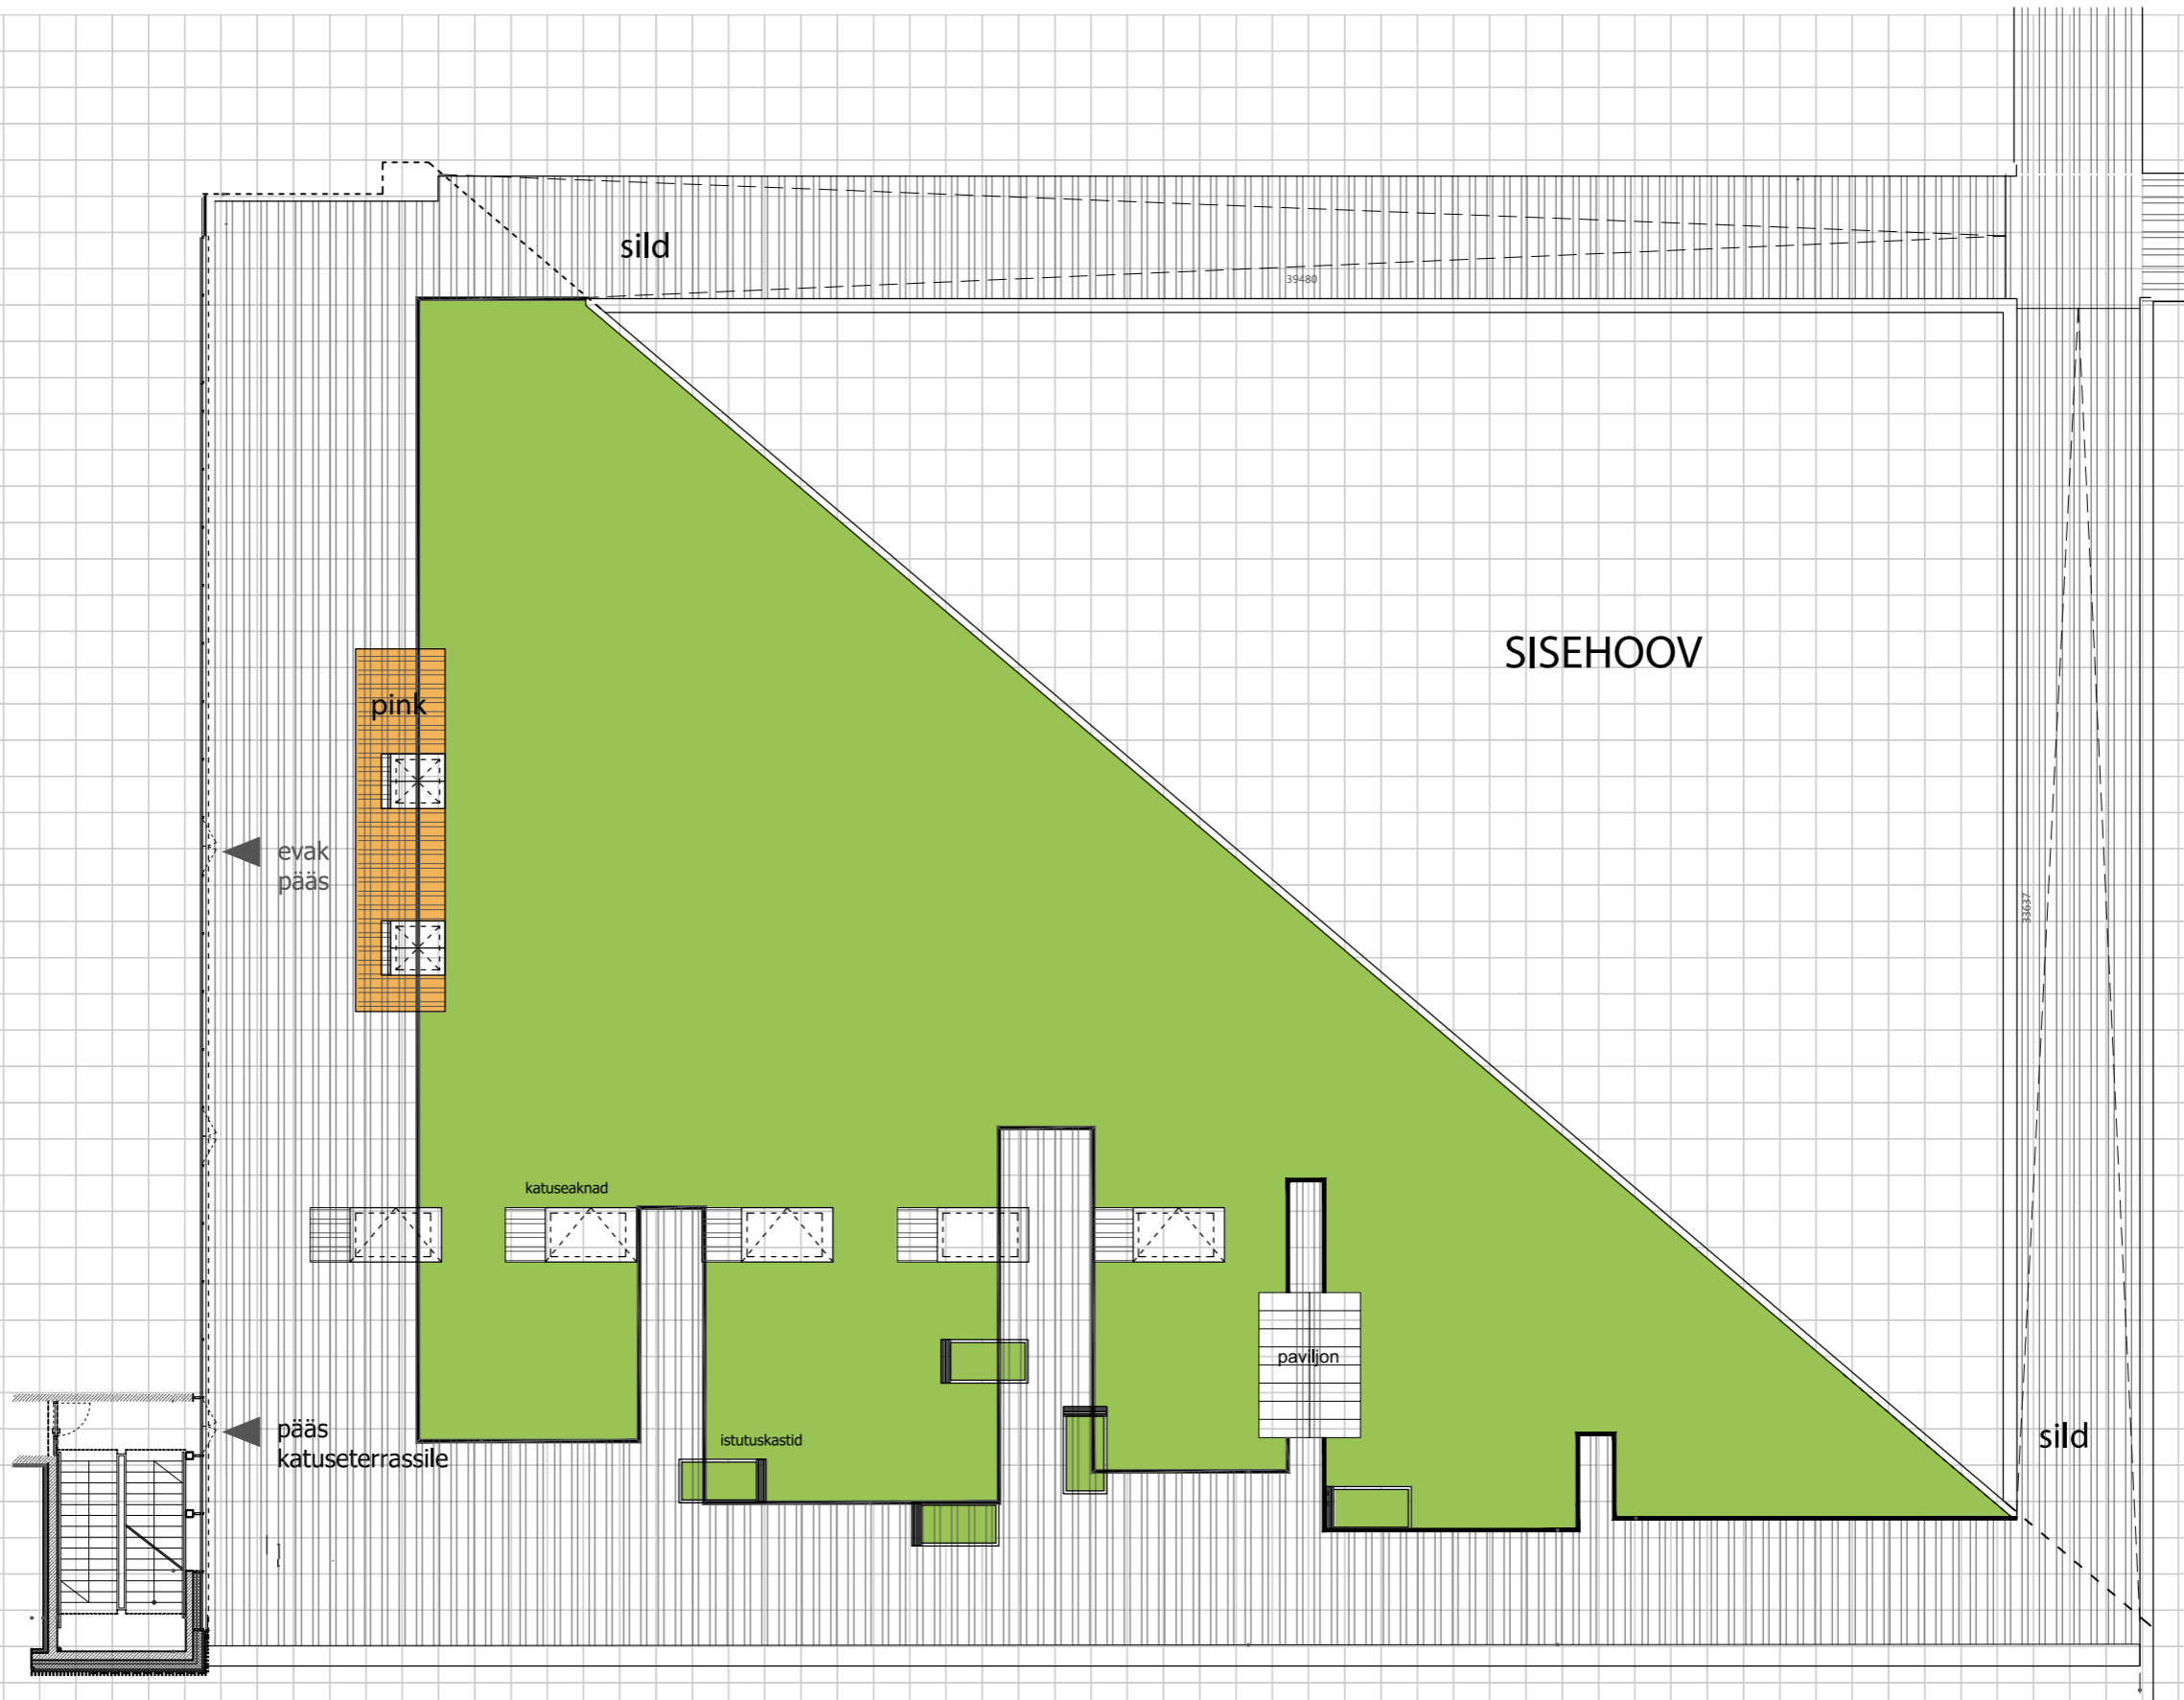 sild
39480
SISEHOOV
pink
evak
pääs
33637
katuseaknad
paviljon
sild
pääs
katuseterrassile
istutuskastid